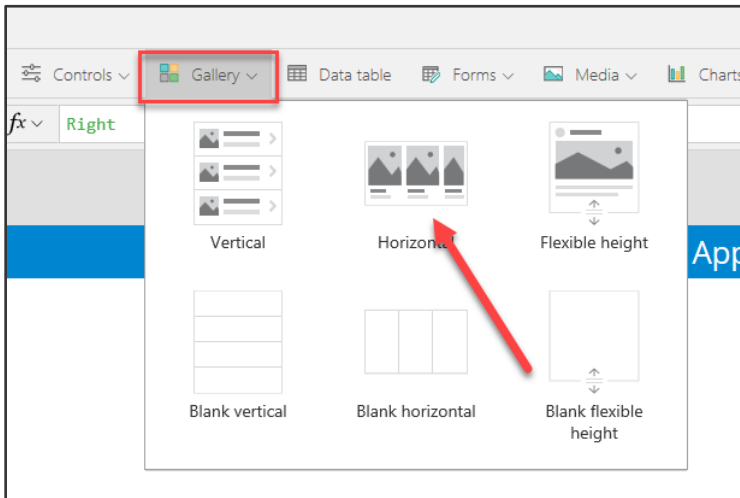 Controls Gallery Data table Forms Media Charts
fx Right
Vertical Horizontal Flexible height
App
Blank vertical Blank horizontal Blank flexible
height